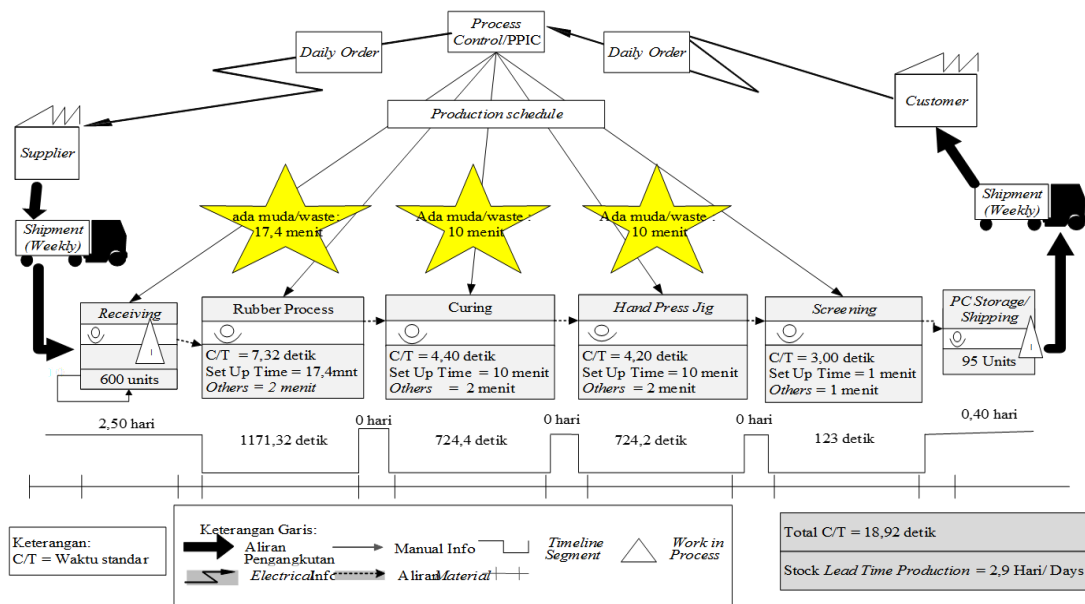 Process
Control/PPIC
Daily Order
Daily Order
Customer
Production schedule
Supplier
Shipment
(Weekly)
Shipment
(Weekly)
ada muda/waste:
17,4 menit
Ada muda/waste :
10 menit
Ada muda/waste :
10 menit
Receiving
I
600 units
Rubber Process
C/T = 7,32 detik
Set Up Time = 17,4mnt
Others = 2 menit
Curing
C/T = 4,40 detik
Set Up Time = 10 menit
Others = 2 menit
Hand Press Jig
C/T = 4,20 detik
Set Up Time = 10 menit
Others = 2 menit
Screening
C/T = 3,00 detik
Set Up Time = 1 menit
Others = 1 menit
PC Storage/
Shipping
I
95 Units
2,50 hari
1171,32 detik
0 hari
724,4 detik
0 hari
724,2 detik
0 hari
123 detik
0,40 hari
Keterangan:
C/T = Waktu standar
Keterangan Garis:
Aliran
Pengangkutan
Manual Info
Timeline
Segment
Work in
Process
Electrical Info
Aliran Material
Total C/T = 18,92 detik
Stock Lead Time Production = 2,9 Hari/ Days